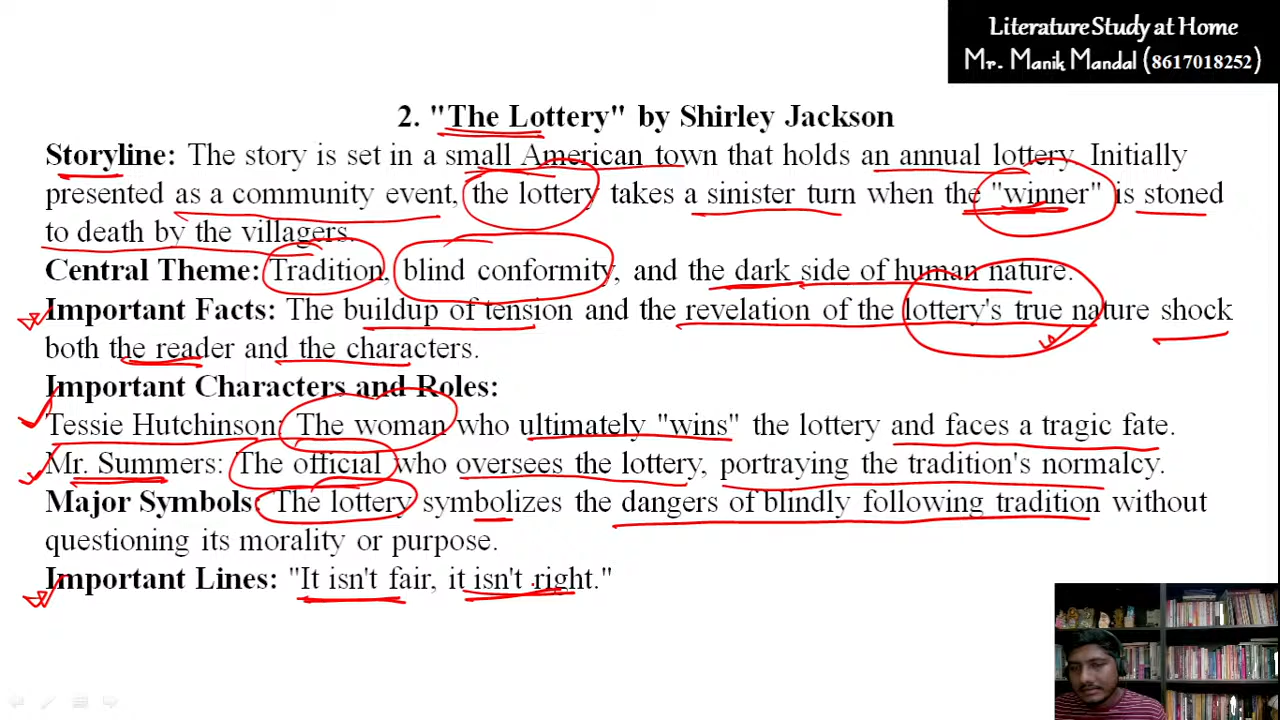 Literature Study at Home
Mr. Manik Mandal (8617018252)
2. "The Lottery" by Shirley Jackson
Storyline: The story is set in a small American town that holds an annual lottery. Initially
presented as a community event, the lottery takes a sinister turn when the "winner" is stoned
to death by the villagers.
Central Theme: Tradition, blind conformity, and the dark side of human nature.
Important Facts: The buildup of tension and the revelation of the lottery's true nature shock
both the reader and the characters.
Important Characters and Roles:
Tessie Hutchinson: The woman who ultimately "wins" the lottery and faces a tragic fate.
Mr. Summers: The official who oversees the lottery, portraying the tradition's normalcy.
Major Symbols: The lottery symbolizes the dangers of blindly following tradition without
questioning its morality or purpose.
Important Lines: "It isn't fair, it isn't right."